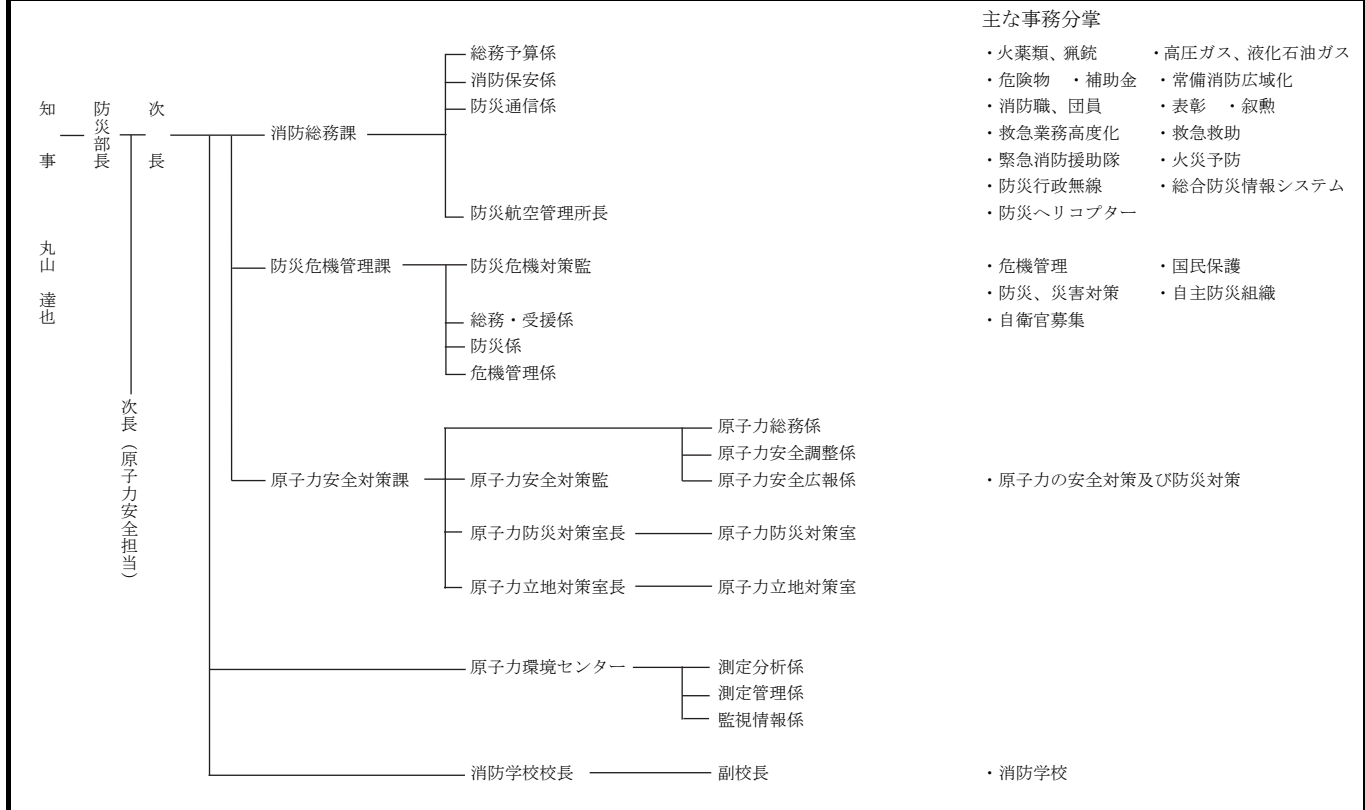 主な事務分掌
総務予算係 ・火薬類、猟銃 ・高圧ガス、液化石油ガス
消防保安係 ・危険物 ・補助金 ・常備消防広域化
防災通信係 ・消防職、団員 ・表彰 ・叙勲
知事 丸山 達也
防災部長
次長
次長（原子力安全担当）
消防総務課 ・救急業務高度化 ・救急救助
・緊急消防援助隊 ・火災予防
・防災行政無線 ・総合防災情報システム
防災航空管理所長 ・防災ヘリコプター
防災危機管理課 防災危機対策監 ・危機管理 ・国民保護
・防災、災害対策 ・自主防災組織
総務・受援係 ・自衛官募集
防災係
危機管理係
原子力総務係
原子力安全調整係
原子力安全対策課 原子力安全対策監 原子力安全広報係 ・原子力の安全対策及び防災対策
原子力防災対策室長 原子力防災対策室
原子力立地対策室長 原子力立地対策室
原子力環境センター 測定分析係
測定管理係
監視情報係
消防学校校長 副校長 ・消防学校